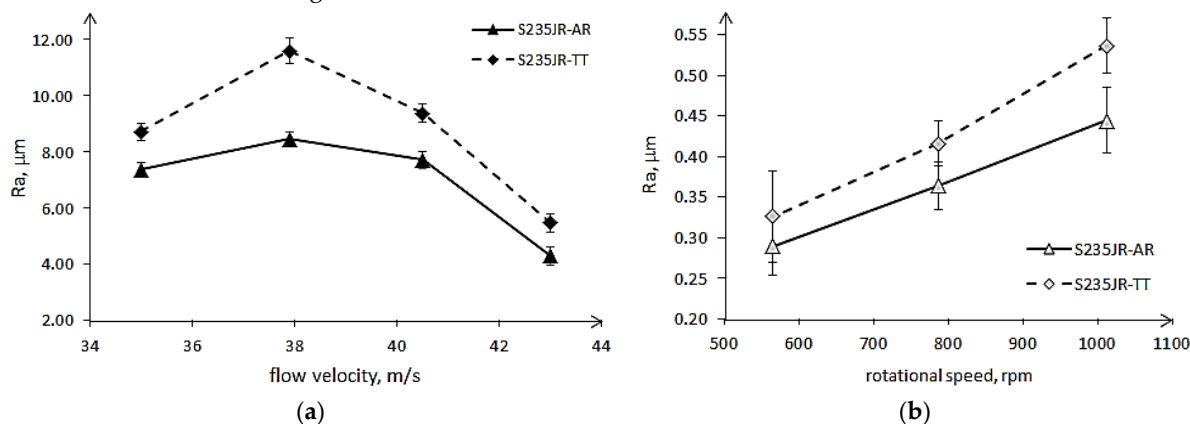 S235JR-AR
S235JR-TT
12.00
10.00
8.00
6.00
4.00
2.00
Ra, μm
34 36 38 40 42 44
flow velocity, m/s
(a)
0.55
0.50
0.45
0.40
0.35
0.30
0.25
0.20
Ra, μm
S235JR-AR
S235JR-TT
500 600 700 800 900 1000 1100
rotational speed, rpm
(b)